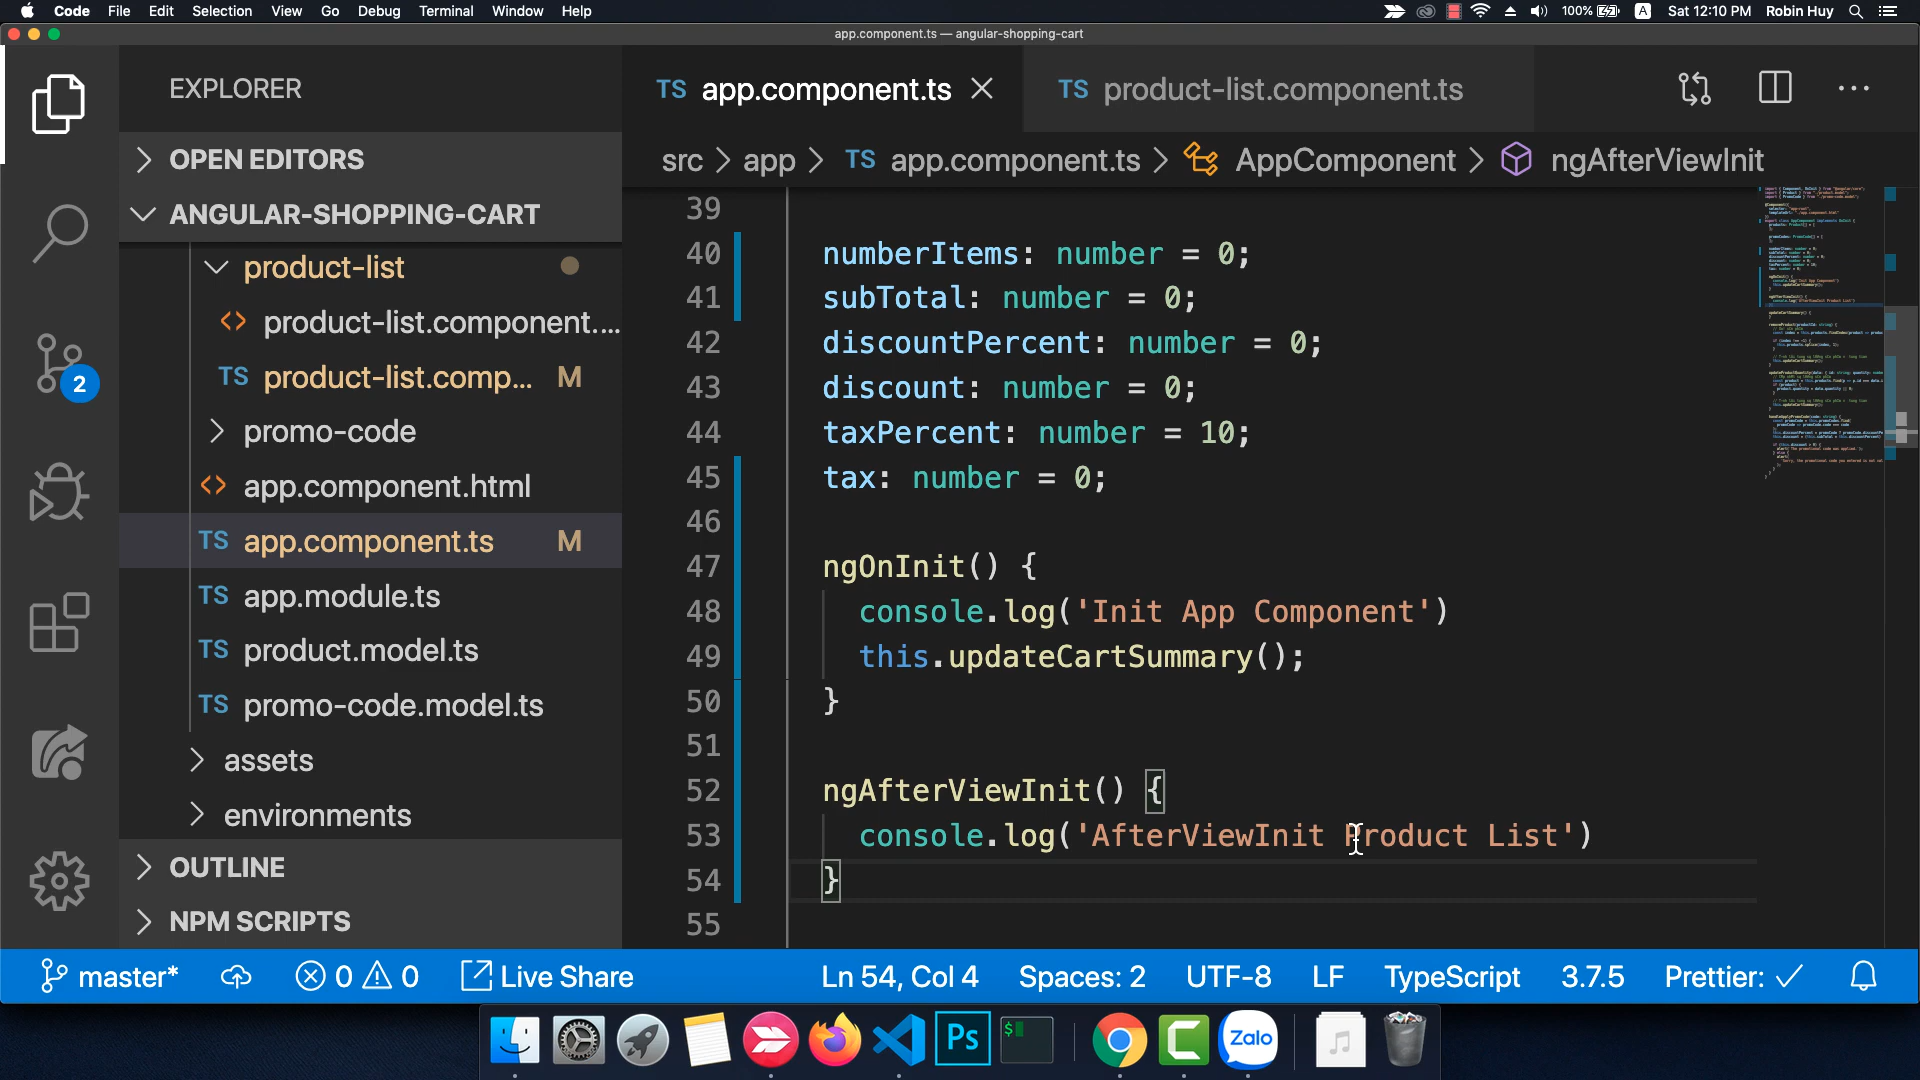 Code File Edit Selection View Go Debug Terminal Window Help
100% A Sat 12:10 PM Robin Huy
app.component.ts — angular-shopping-cart
EXPLORER
OPEN EDITORS
ANGULAR-SHOPPING-CART
product-list
product-list.component....
TS product-list.comp... M
promo-code
app.component.html
TS app.component.ts M
TS app.module.ts
TS product.model.ts
TS promo-code.model.ts
assets
environments
OUTLINE
NPM SCRIPTS
2
TS app.component.ts
TS product-list.component.ts
src > app > TS app.component.ts > AppComponent > ngAfterViewInit
39
40 numberItems: number = 0;
41 subTotal: number = 0;
42 discountPercent: number = 0;
43 discount: number = 0;
44 taxPercent: number = 10;
45 tax: number = 0;
46
47 ngOnInit() {
48 console.log('Init App Component')
49 this.updateCartSummary();
50 }
51
52 ngAfterViewInit() {
53 console.log('AfterViewInit Product List')
54 }
55
master* 0 0 Live Share Ln 54, Col 4 Spaces: 2 UTF-8 LF TypeScript 3.7.5 Prettier: ✓
Ps
$
Zalo